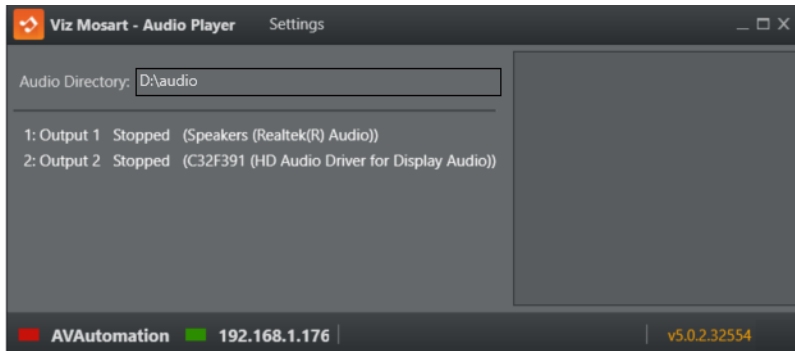 Viz Mosart - Audio Player Settings
Audio Directory: D:\audio
1: Output 1 Stopped (Speakers (Realtek(R) Audio))
2: Output 2 Stopped (C32F391 (HD Audio Driver for Display Audio))
AVAutomation 192.168.1.176 v5.0.2.32554